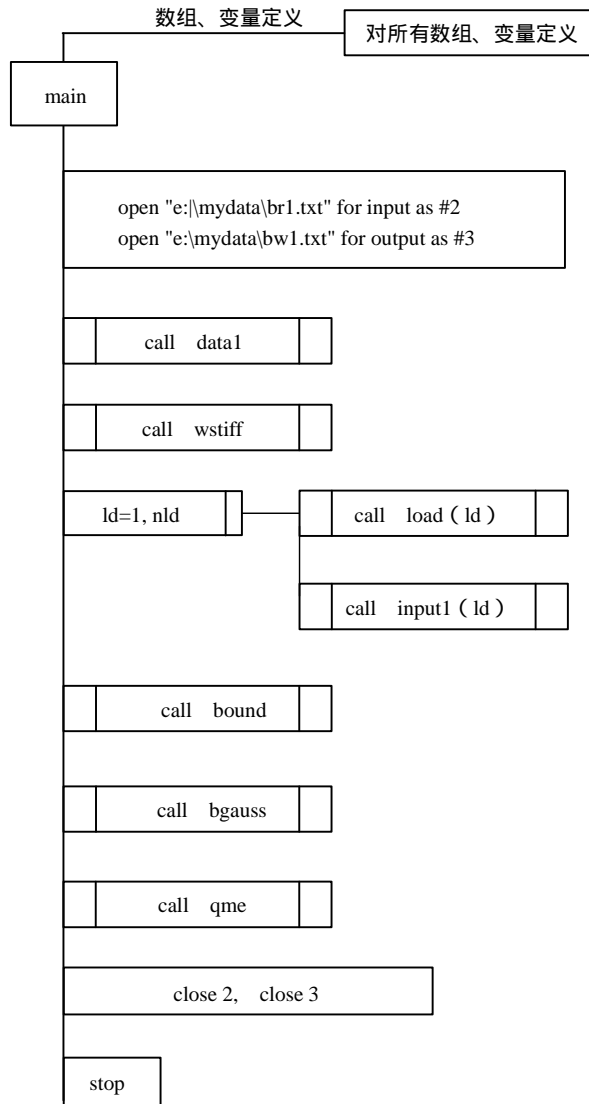 数组、变量定义
对所有数组、变量定义
main
open "e:|\mydata\br1.txt" for input as #2
open "e:\mydata\bw1.txt" for output as #3
call data1
call wstiff
ld=1, nld
call load（ld）
call input1（ld）
call bound
call bgauss
call qme
close 2, close 3
stop